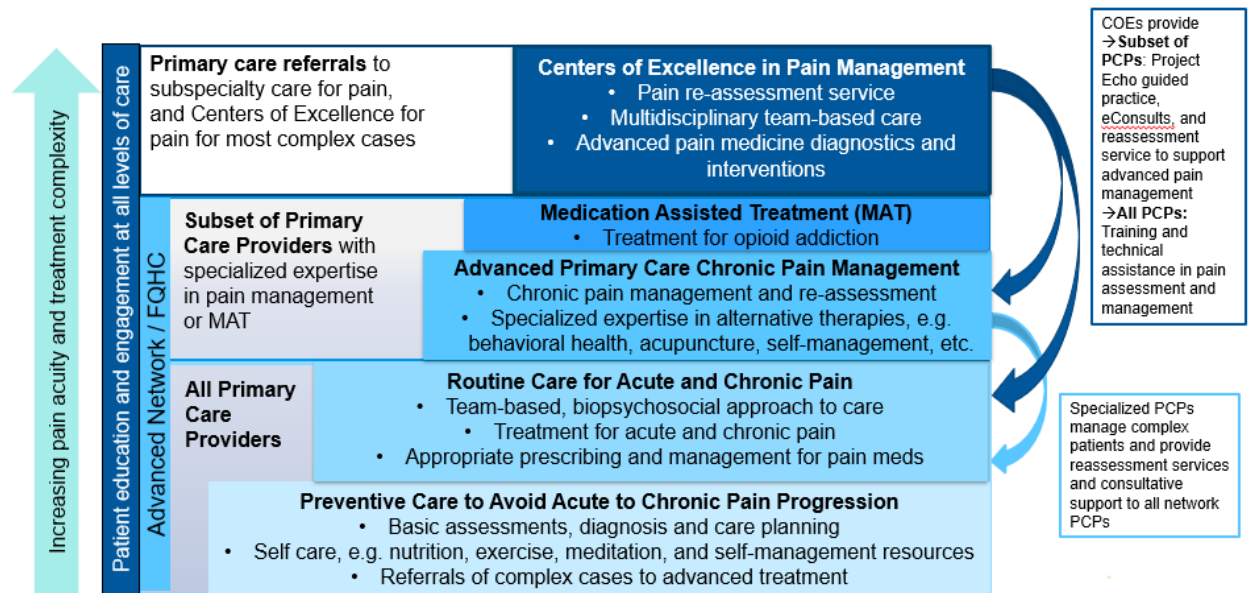 Increasing pain acuity and treatment complexity
Patient education and engagement at all levels of care
Primary care referrals to
subspecialty care for pain,
and Centers of Excellence for
pain for most complex cases
Centers of Excellence in Pain Management
• Pain re-assessment service
• Multidisciplinary team-based care
• Advanced pain medicine diagnostics and
interventions
Advanced Network / FQHC
Subset of Primary
Care Providers with
specialized expertise
in pain management
or MAT
Medication Assisted Treatment (MAT)
• Treatment for opioid addiction
Advanced Primary Care Chronic Pain Management
• Chronic pain management and re-assessment
• Specialized expertise in alternative therapies, e.g.
behavioral health, acupuncture, self-management, etc.
All Primary
Care
Providers
Routine Care for Acute and Chronic Pain
• Team-based, biopsychosocial approach to care
• Treatment for acute and chronic pain
• Appropriate prescribing and management for pain meds
Preventive Care to Avoid Acute to Chronic Pain Progression
• Basic assessments, diagnosis and care planning
• Self care, e.g. nutrition, exercise, meditation, and self-management resources
• Referrals of complex cases to advanced treatment
COEs provide
→Subset of
PCPs: Project
Echo guided
practice,
eConsults, and
reassessment
service to support
advanced pain
management
→All PCPs:
Training and
technical
assistance in pain
assessment and
management
Specialized PCPs
manage complex
patients and provide
reassessment services
and consultative
support to all network
PCPs